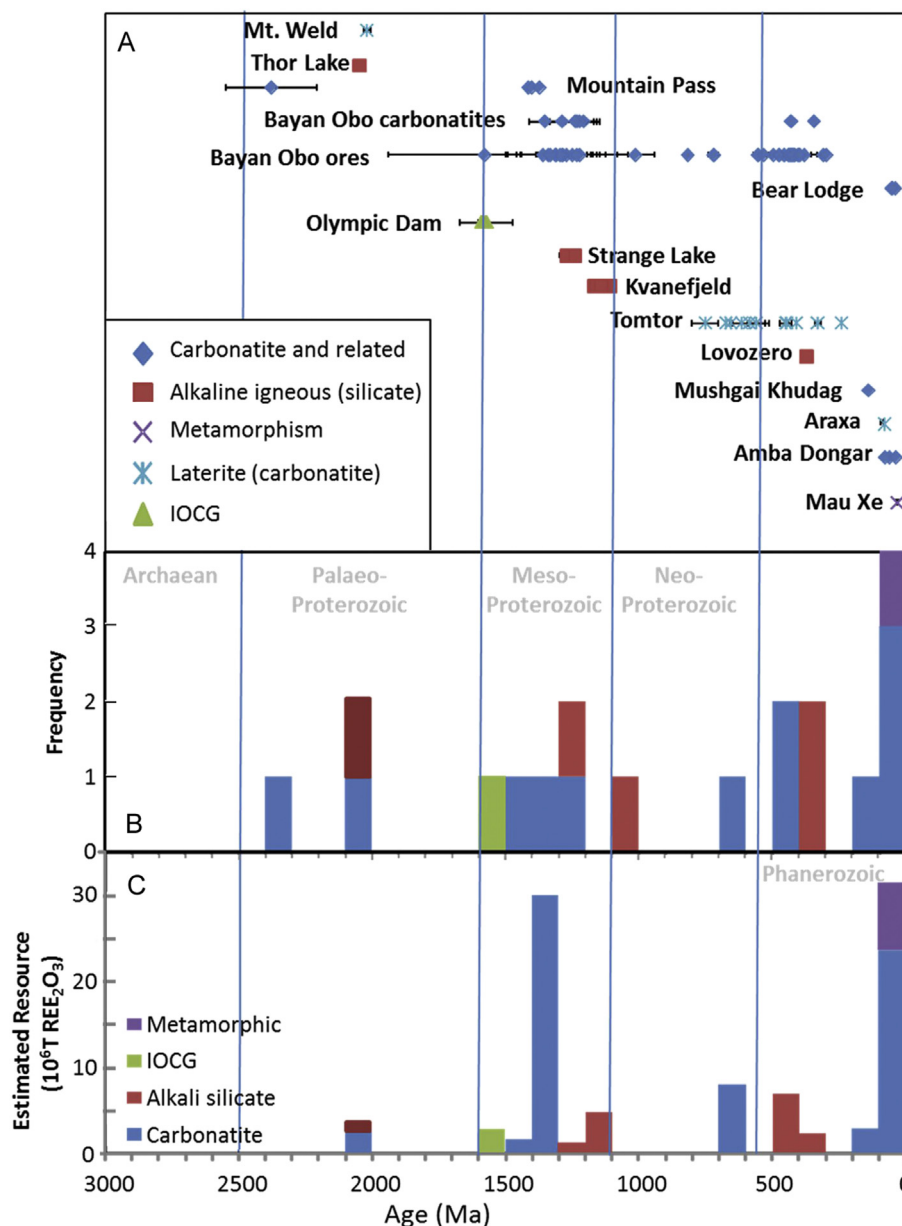 A
Mt. Weld
Thor Lake
Mountain Pass
Bayan Obo carbonatites
Bayan Obo ores
Bear Lodge
Olympic Dam
Strange Lake
Kvanefjeld
Tomtor
Lovozero
Mushgai Khudag
Araxa
Amba Dongar
Mau Xe
Carbonatite and related
Alkaline igneous (silicate)
Metamorphism
Laterite (carbonatite)
IOCG
4
3
2
1
0
Frequency
Archaean
Palaeo-
Proterozoic
Meso-
Proterozoic
Neo-
Proterozoic
B
C
Phanerozoic
30
20
10
0
Estimated Resource
(10⁶T REE₂O₃)
Metamorphic
IOCG
Alkali silicate
Carbonatite
3000 2500 2000 1500 1000 500 0
Age (Ma)